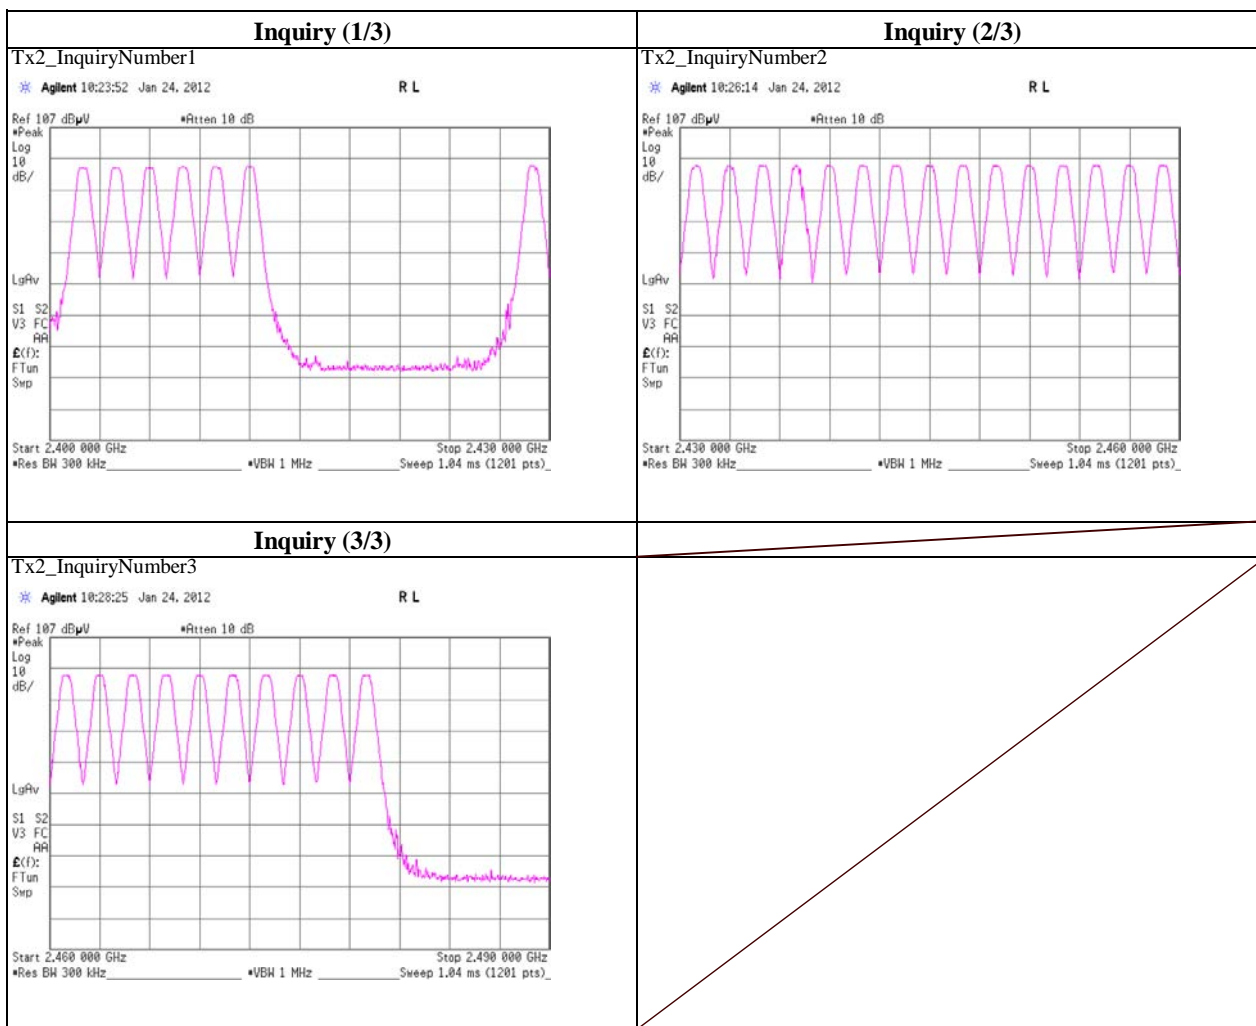 Inquiry (1/3)
Tx2_InquiryNumber1
Agilent 10:23:52 Jan 24, 2012 R L
Ref 107 dBµV *Atten 10 dB
*Peak
Log
10
dB/
LgAv
S1 S2
V3 FC
AA
£(f):
FTun
Swp
Start 2.400 000 GHz Stop 2.430 000 GHz
*Res BW 300 kHz *VBW 1 MHz Sweep 1.04 ms (1201 pts)
Inquiry (2/3)
Tx2_InquiryNumber2
Agilent 10:26:14 Jan 24, 2012 R L
Ref 107 dBµV *Atten 10 dB
*Peak
Log
10
dB/
LgAv
S1 S2
V3 FC
AA
£(f):
FTun
Swp
Start 2.430 000 GHz Stop 2.460 000 GHz
*Res BW 300 kHz *VBW 1 MHz Sweep 1.04 ms (1201 pts)
Inquiry (3/3)
Tx2_InquiryNumber3
Agilent 10:28:25 Jan 24, 2012 R L
Ref 107 dBµV *Atten 10 dB
*Peak
Log
10
dB/
LgAv
S1 S2
V3 FC
AA
£(f):
FTun
Swp
Start 2.460 000 GHz Stop 2.490 000 GHz
*Res BW 300 kHz *VBW 1 MHz Sweep 1.04 ms (1201 pts)